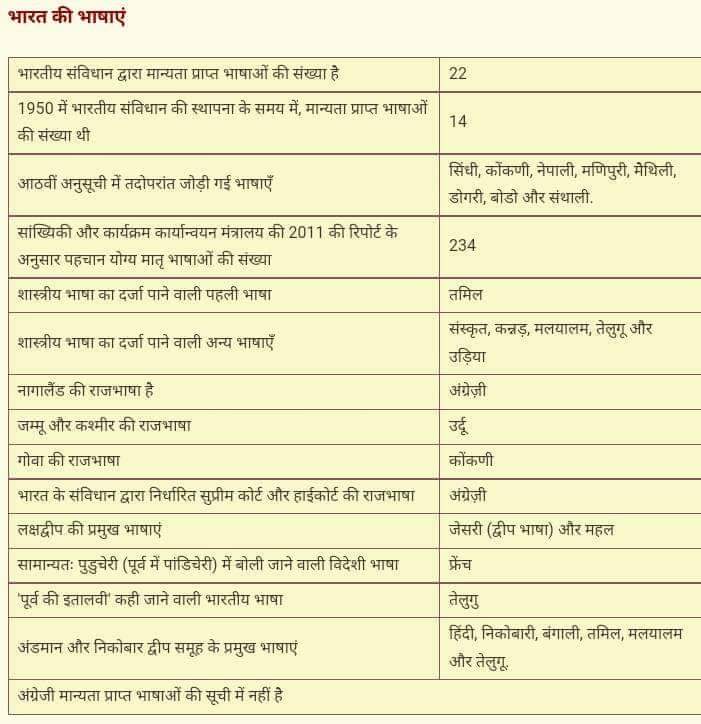 भारत की भाषाएं
भारतीय संविधान द्वारा मान्यता प्राप्त भाषाओं की संख्या है
22
1950 में भारतीय संविधान की स्थापना के समय में, मान्यता प्राप्त भाषाओं
की संख्या थी
14
आठवीं अनुसूची में तदोपरांत जोड़ी गई भाषाएँ
सिंधी, कोंकणी, नेपाली, मणिपुरी, मैथिली,
डोगरी, बोडो और संथाली.
सांख्यिकी और कार्यक्रम कार्यान्वयन मंत्रालय की 2011 की रिपोर्ट के
अनुसार पहचान योग्य मातृ भाषाओं की संख्या
234
शास्त्रीय भाषा का दर्जा पाने वाली पहली भाषा
तमिल
शास्त्रीय भाषा का दर्जा पाने वाली अन्य भाषाएँ
संस्कृत, कन्नड़, मलयालम, तेलुगू और
उड़िया
नागालैंड की राजभाषा है
अंग्रेज़ी
जम्मू और कश्मीर की राजभाषा
उर्दू
गोवा की राजभाषा
कोंकणी
भारत के संविधान द्वारा निर्धारित सुप्रीम कोर्ट और हाईकोर्ट की राजभाषा
अंग्रेज़ी
लक्षद्वीप की प्रमुख भाषाएं
जेसरी (द्वीप भाषा) और महल
सामान्यतः पुडुचेरी (पूर्व में पांडिचेरी) में बोली जाने वाली विदेशी भाषा
फ्रेंच
'पूर्व की इतालवी' कही जाने वाली भारतीय भाषा
तेलुगु
अंडमान और निकोबार द्वीप समूह के प्रमुख भाषाएं
हिंदी, निकोबारी, बंगाली, तमिल, मलयालम
और तेलुगू.
अंग्रेजी मान्यता प्राप्त भाषाओं की सूची में नहीं है